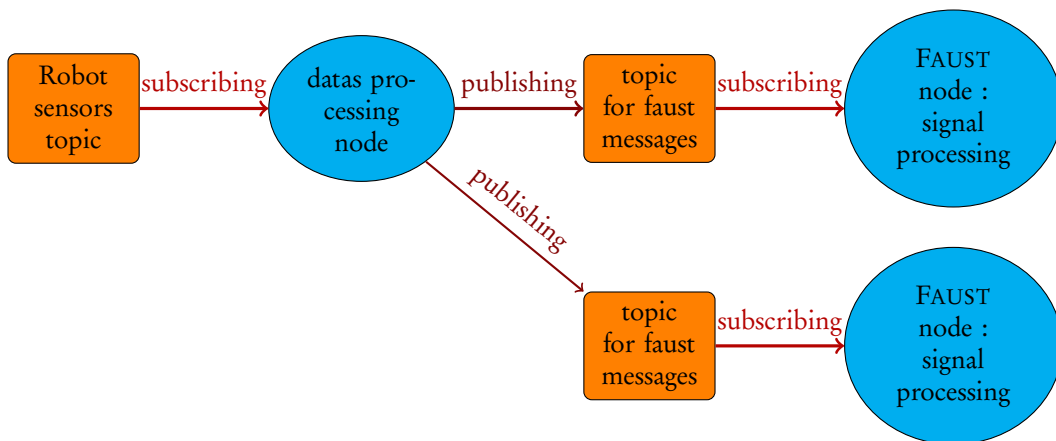 Robot
sensors
topic
subscribing
datas pro-
cessing
node
publishing
topic
for faust
messages
subscribing
FAUST
node :
signal
processing
publishing
topic
for faust
messages
subscribing
FAUST
node :
signal
processing